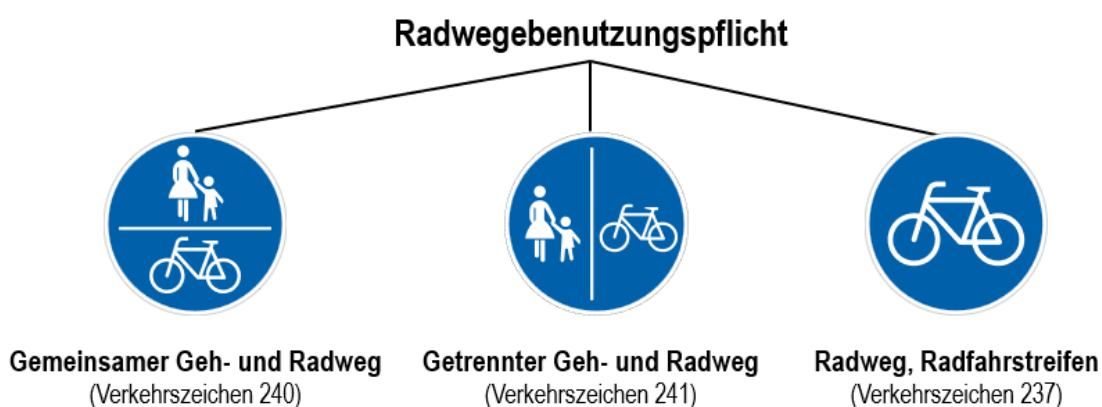 Radwegebenutzungspflicht
Gemeinsamer Geh- und Radweg
(Verkehrszeichen 240)
Getrennter Geh- und Radweg
(Verkehrszeichen 241)
Radweg, Radfahrstreifen
(Verkehrszeichen 237)